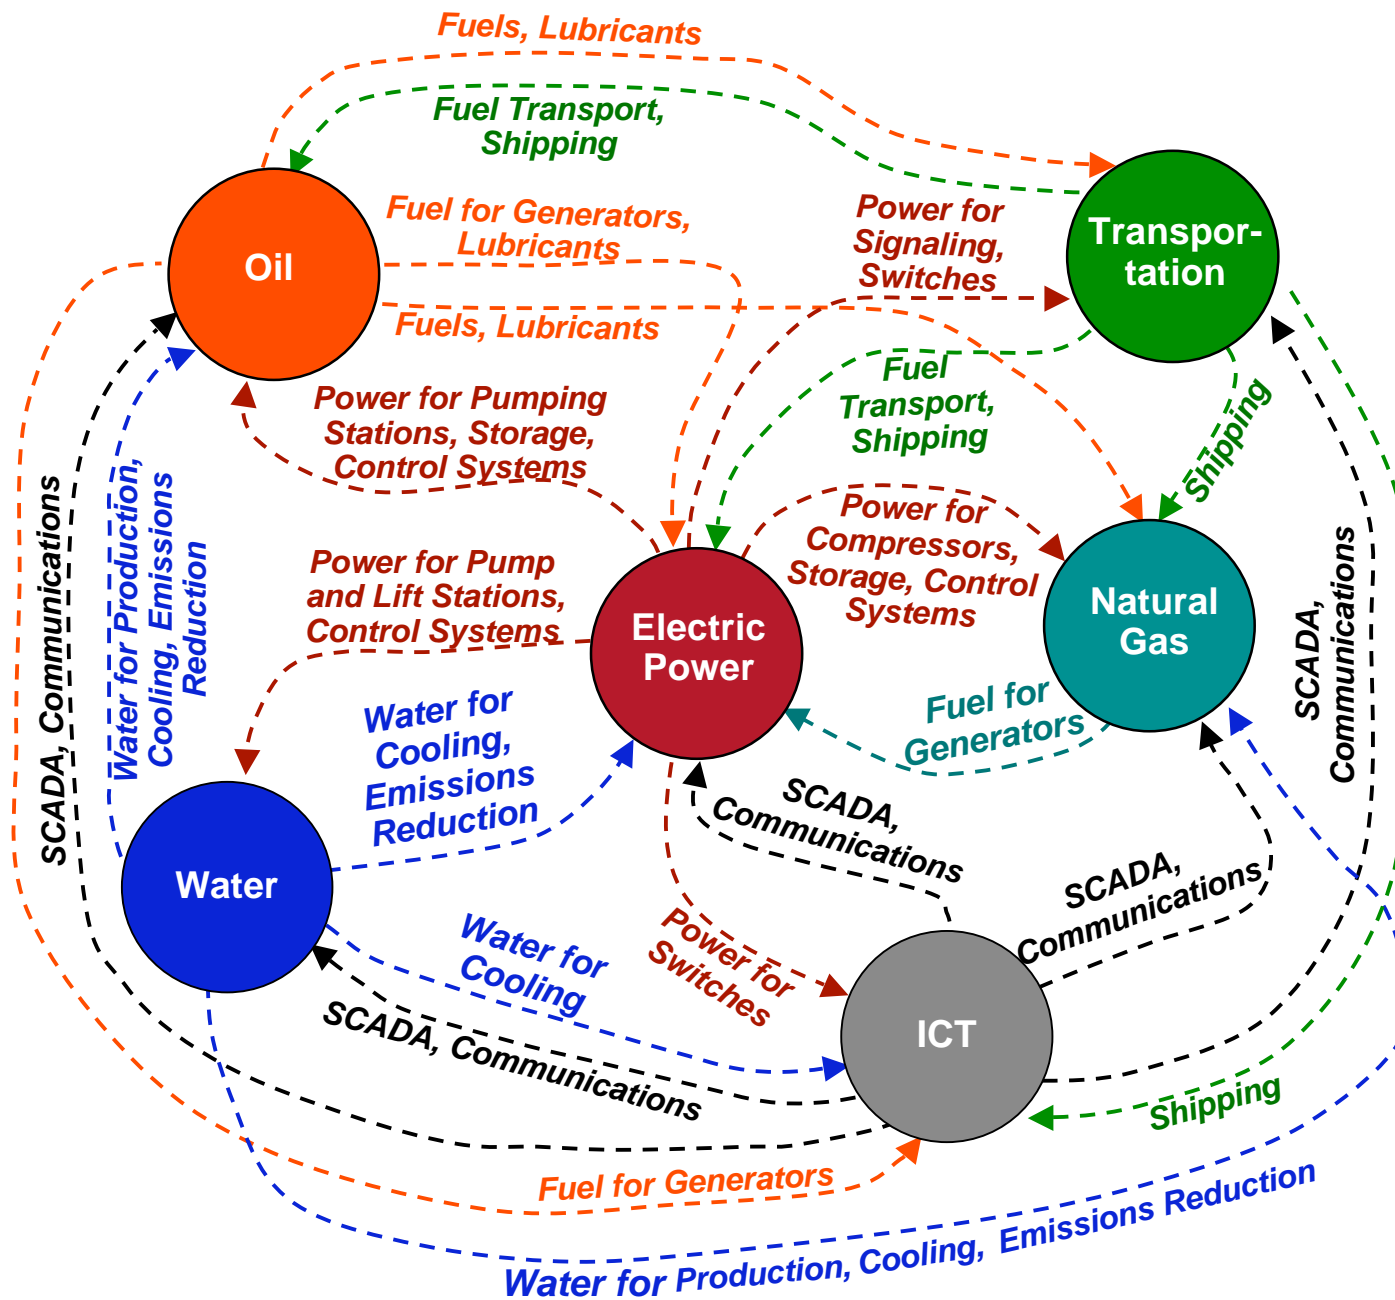 Fuels, Lubricants
Fuel Transport,
Shipping
Oil
Fuel for Generators,
Lubricants
Fuels, Lubricants
Power for
Signaling,
Switches
Transpor-
tation
Fuel
Transport,
Shipping
Shipping
Power for Pumping
Stations, Storage,
Control Systems
Power for
Compressors,
Storage, Control
Systems
Natural
Gas
SCADA,
Communications
SCADA, Communications
Water for Production,
Cooling, Emissions
Reduction
Power for Pump
and Lift Stations,
Control Systems
Electric
Power
Fuel for
Generators
Water for
Cooling,
Emissions
Reduction
SCADA,
Communications
SCADA,
Communications
Water
Water for
Cooling
Power for
Switches
SCADA, Communications
ICT
Shipping
Fuel for Generators
Water for Production, Cooling, Emissions Reduction